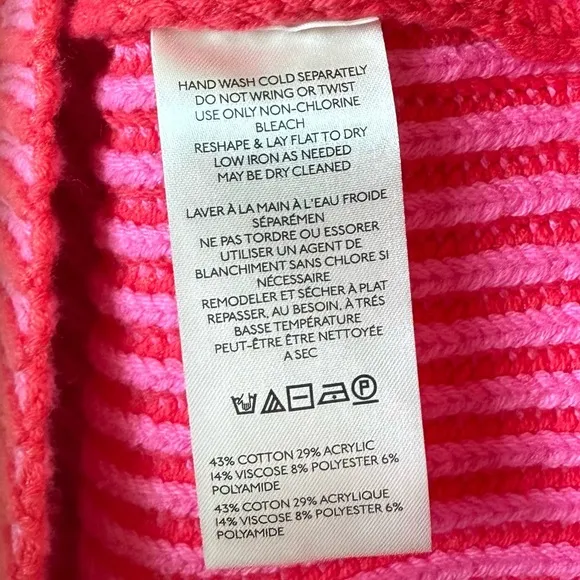 HAND WASH COLD SEPARATELY
DO NOT WRING OR TWIST
USE ONLY NON-CHLORINE
BLEACH
RESHAPE & LAY FLAT TO DRY
LOW IRON AS NEEDED
MAY BE DRY CLEANED
LAVER À LA MAIN À L'EAU FROIDE
SÉPARÉMEN
NE PAS TORDRE OU ESSORER
UTILISER UN AGENT DE
BLANCHIMENT SANS CHLORE SI
NÉCESSAIRE
REMODELER ET SÉCHER À PLAT
REPASSER, AU BESOIN, À TRÉS
BASSE TEMPÉRATURE
PEUT-ÊTRE ÊTRE NETTOYÉE
A SEC
P
43% COTTON 29% ACRYLIC
14% VISCOSE 8% POLYESTER 6%
POLYAMIDE
43% COTON 29% ACRYLIQUE
14% VISCOSE 8% POLYESTER 6%
POLYAMIDE